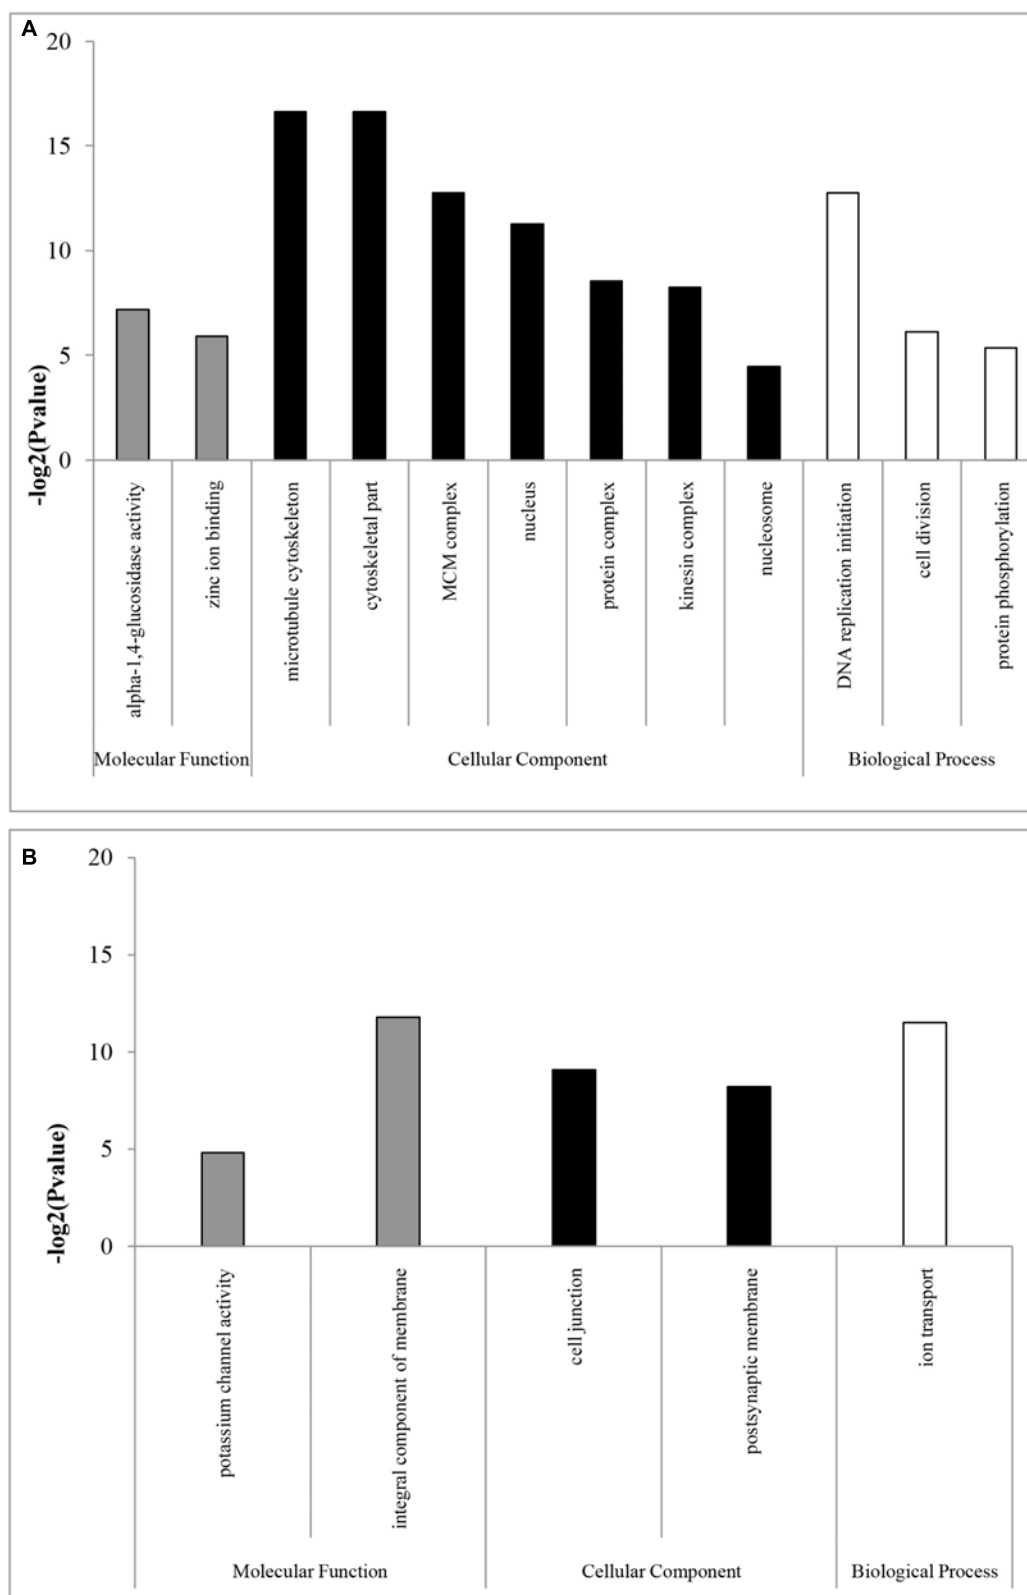 A
20
15
10
5
0
-log2(Pvalue)
alpha-1,4-glucosidase activity
zinc ion binding
microtubule cytoskeleton
cytoskeletal part
MCM complex
nucleus
protein complex
kinesin complex
nucleosome
DNA replication initiation
cell division
protein phosphorylation
Molecular Function
Cellular Component
Biological Process
B
20
15
10
5
0
-log2(Pvalue)
potassium channel activity
integral component of membrane
cell junction
postsynaptic membrane
ion transport
Molecular Function
Cellular Component
Biological Process